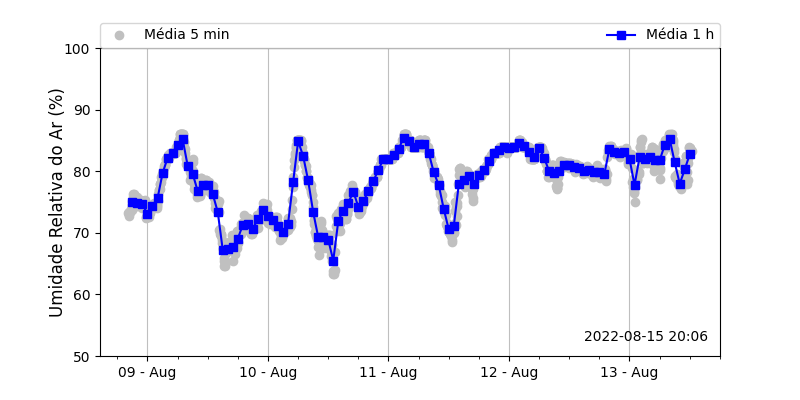 Média 5 min
Média 1 h
Umidade Relativa do Ar (%)
100
90
80
70
60
50
2022-08-15 20:06
09 - Aug
10 - Aug
11 - Aug
12 - Aug
13 - Aug